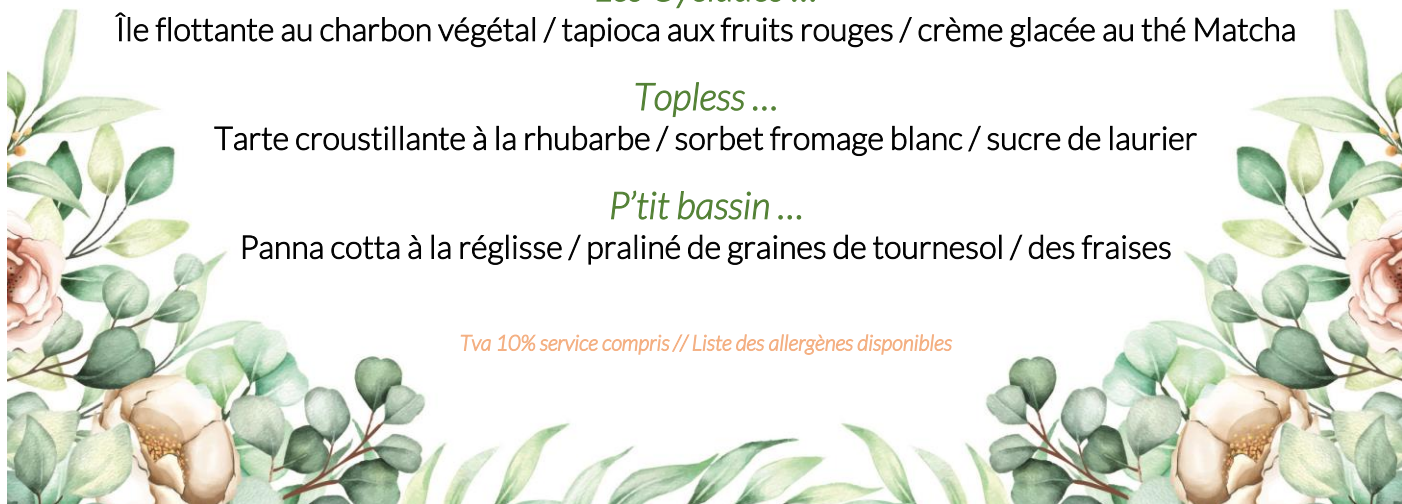 Île flottante au charbon végétal / tapioca aux fruits rouges / crème glacée au thé Matcha
Topless ...
Tarte croustillante à la rhubarbe / sorbet fromage blanc / sucre de laurier
P’tit bassin ...
Panna cotta à la réglisse / praliné de graines de tournesol / des fraises
Tva 10% service compris // Liste des allergènes disponibles